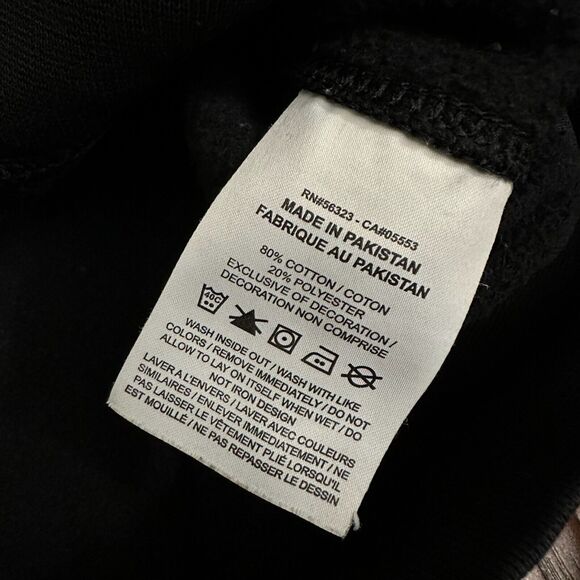 RN#56323 - CA#05553
MADE IN PAKISTAN
FABRIQUE AU PAKISTAN
80% COTTON / COTON
20% POLYESTER
EXCLUSIVE OF DECORATION /
DECORATION NON COMPRISE
40C
WASH INSIDE OUT / WASH WITH LIKE
COLORS / REMOVE IMMEDIATELY / DO NOT
ALLOW TO LAY ON ITSELF WHEN WET / DO
NOT IRON DESIGN
LAVER A L'ENVERS / LAVER AVEC COULEURS
SIMILAIRES / ENLEVER IMMEDIATEMENT / NE
PAS LAISSER LE VÊTEMENT PLIÉ LORSQU'IL
EST MOUILLÉ / NE PAS REPASSER LE DESSIN